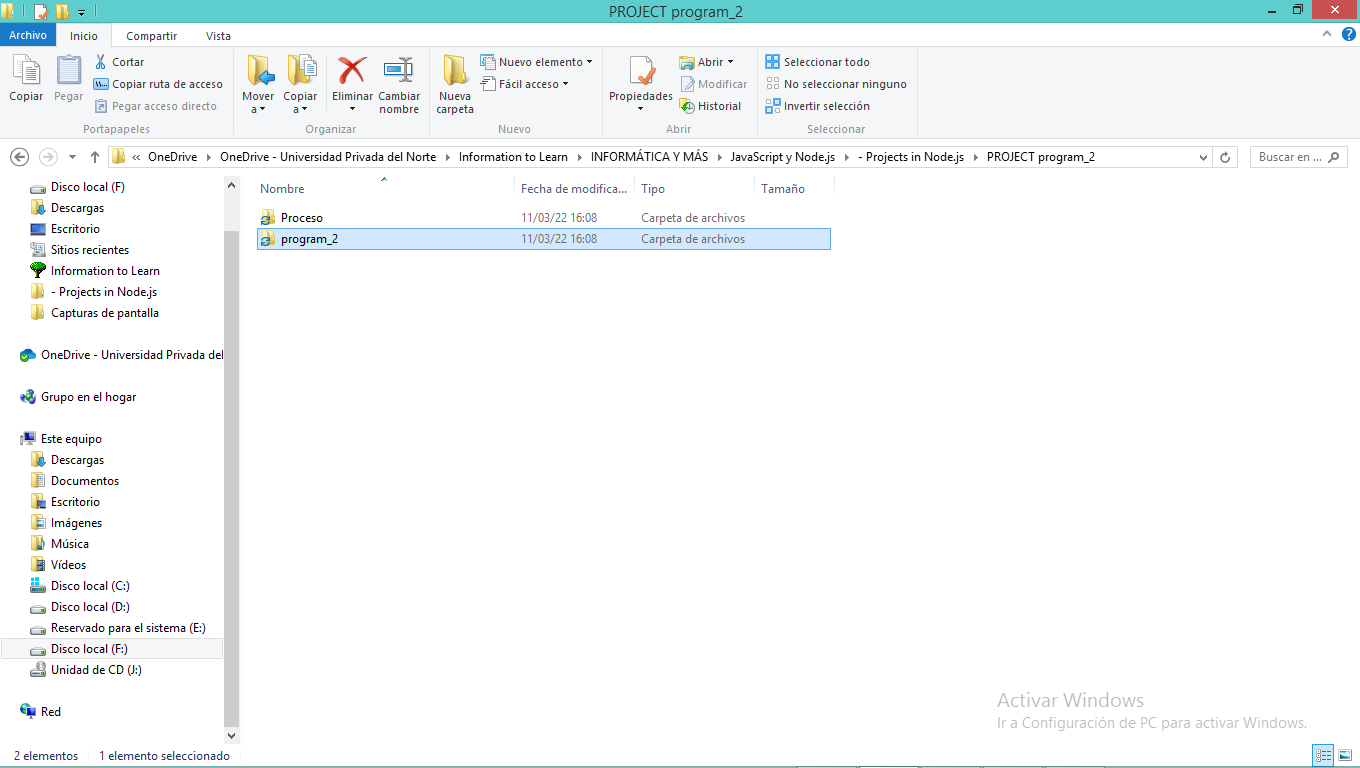 PROJECT program_2
Archivo Inicio Compartir Vista
Copiar
Pegar
Cortar
Copiar ruta de acceso
Pegar acceso directo
Portapapeles
Mover a
Copiar a
Eliminar
Cambiar nombre
Organizar
Nueva carpeta
Nuevo elemento
Fácil acceso
Nuevo
Propiedades
Abrir
Modificar
Historial
Abrir
Seleccionar todo
No seleccionar ninguno
Invertir selección
Seleccionar
« OneDrive OneDrive - Universidad Privada del Norte Information to Learn INFORMÁTICA Y MÁS JavaScript y Node.js - Projects in Node.js PROJECT program_2
Buscar en ...
Disco local (F)
Descargas
Escritorio
Sitios recientes
Information to Learn
- Projects in Node.js
Capturas de pantalla
OneDrive - Universidad Privada del
Grupo en el hogar
Este equipo
Descargas
Documentos
Escritorio
Imágenes
Música
Vídeos
Disco local (C:)
Disco local (D:)
Reservado para el sistema (E:)
Disco local (F:)
Unidad de CD (J:)
Red
Nombre Fecha de modifica... Tipo Tamaño
Proceso 11/03/22 16:08 Carpeta de archivos
program_2 11/03/22 16:08 Carpeta de archivos
Activar Windows
Ir a Configuración de PC para activar Windows.
2 elementos 1 elemento seleccionado